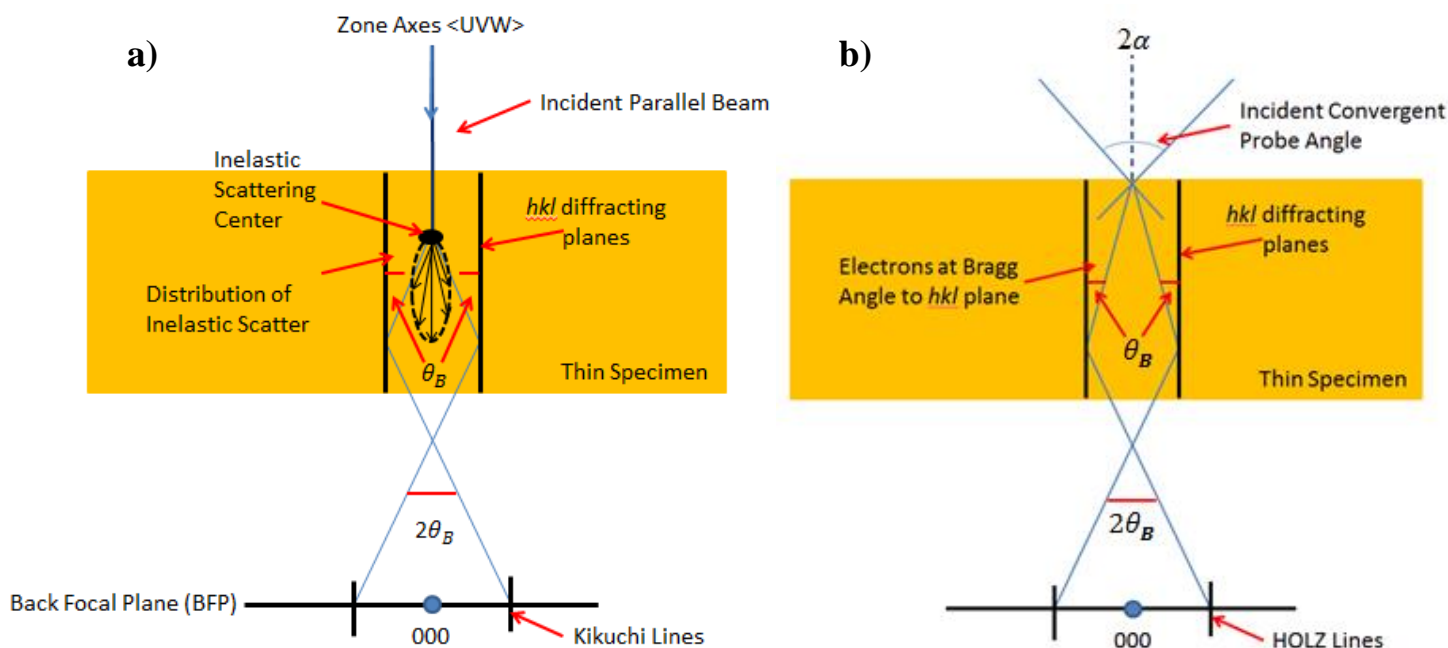 a)
Zone Axes <UVW>
Incident Parallel Beam
Inelastic
Scattering
Center
hkl diffracting
planes
Distribution of
Inelastic Scatter
θB
Thin Specimen
2θB
Back Focal Plane (BFP)
000
Kikuchi Lines
b)
2α
Incident Convergent
Probe Angle
hkl diffracting
planes
Electrons at Bragg
Angle to hkl plane
θB
Thin Specimen
2θB
000
HOLZ Lines